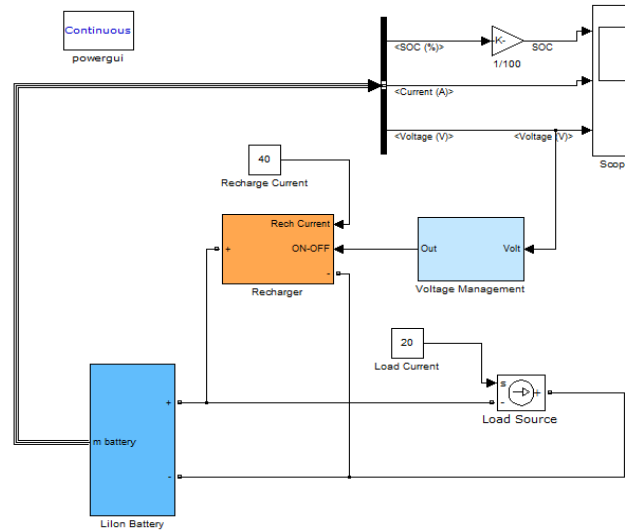 Continuous
powergui
<SOC (%)>
K-
SOC
1/100
<Current (A)>
<Voltage (V)>
<Voltage (V)>
Scop
40
Recharge Current
Rech Current
+
ON-OFF
-
Recharger
Out
Volt
Voltage Management
20
Load Current
s
+
-
Load Source
+
m battery
-
LiIon Battery